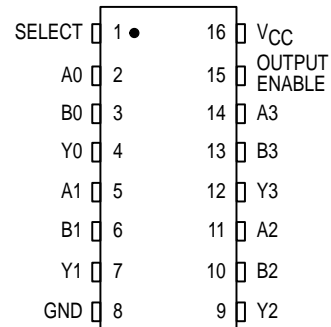 SELECT 1 16 VCC
A0 2 15 OUTPUT ENABLE
B0 3 14 A3
Y0 4 13 B3
A1 5 12 Y3
B1 6 11 A2
Y1 7 10 B2
GND 8 9 Y2